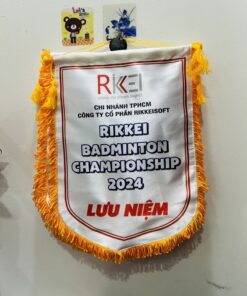 RIKKEI
CHI NHÁNH TPHCM
CÔNG TY CỔ PHẦN RIKKEISOFT
RIKKEI
BADMINTON
CHAMPIONSHIP
2024
LƯU NIỆM